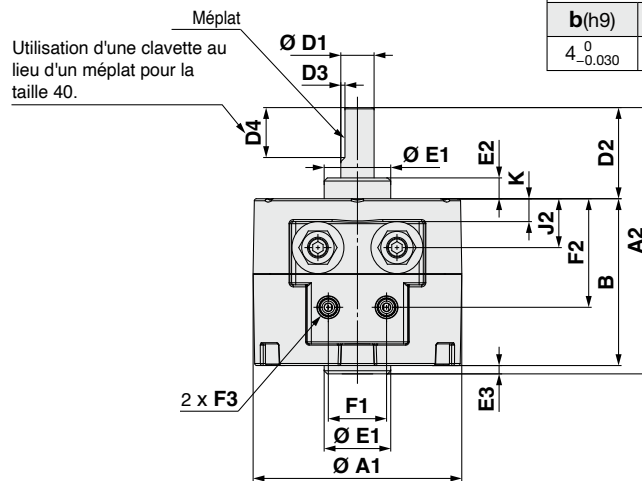 b(h9)
4 0 -0.030
Méplat
Utilisation d'une clavette au
lieu d'un méplat pour la
taille 40.
Ø D1
D3
D4
Ø E1
E2
K
J2
F2
D2
B
A2
2 x F3
F1
Ø E1
Ø A1
E3